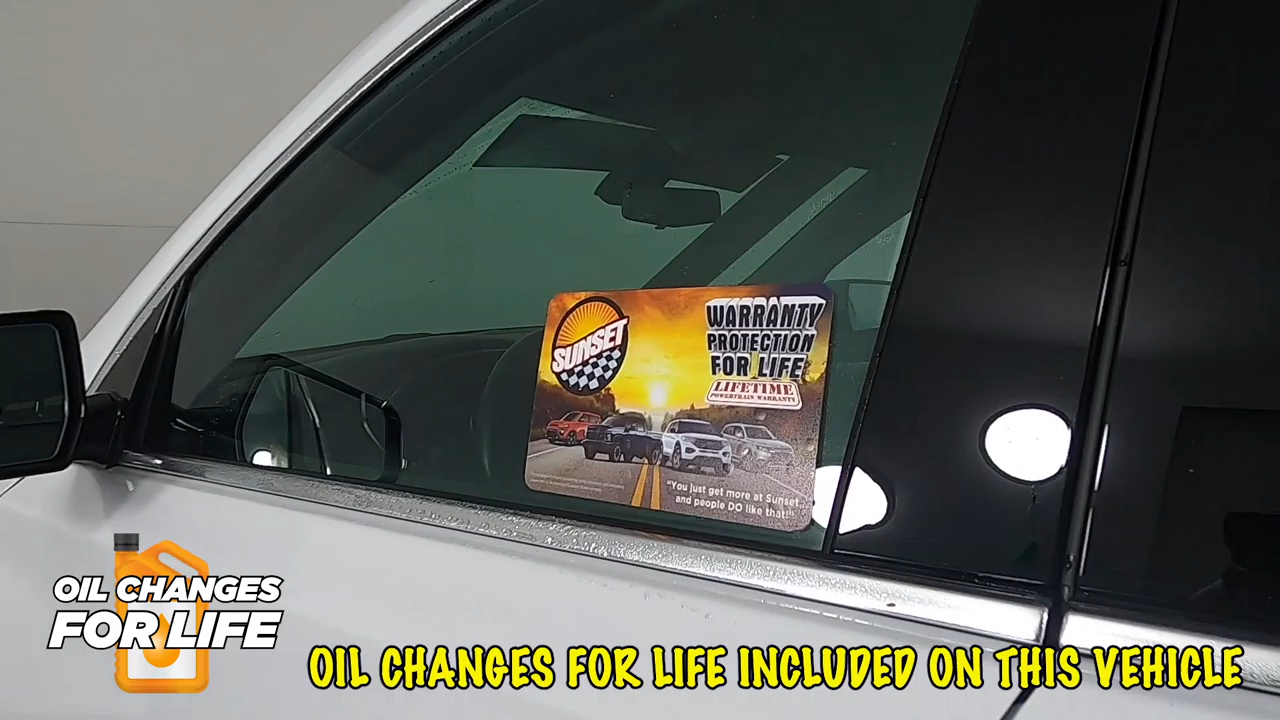 SUNSET
WARRANTY
PROTECTION
FOR LIFE
LIFETIME
POWERTRAIN WARRANTY
"You just get more at Sunset
and people DO like that!"
OIL CHANGES
FOR LIFE
OIL CHANGES FOR LIFE INCLUDED ON THIS VEHICLE